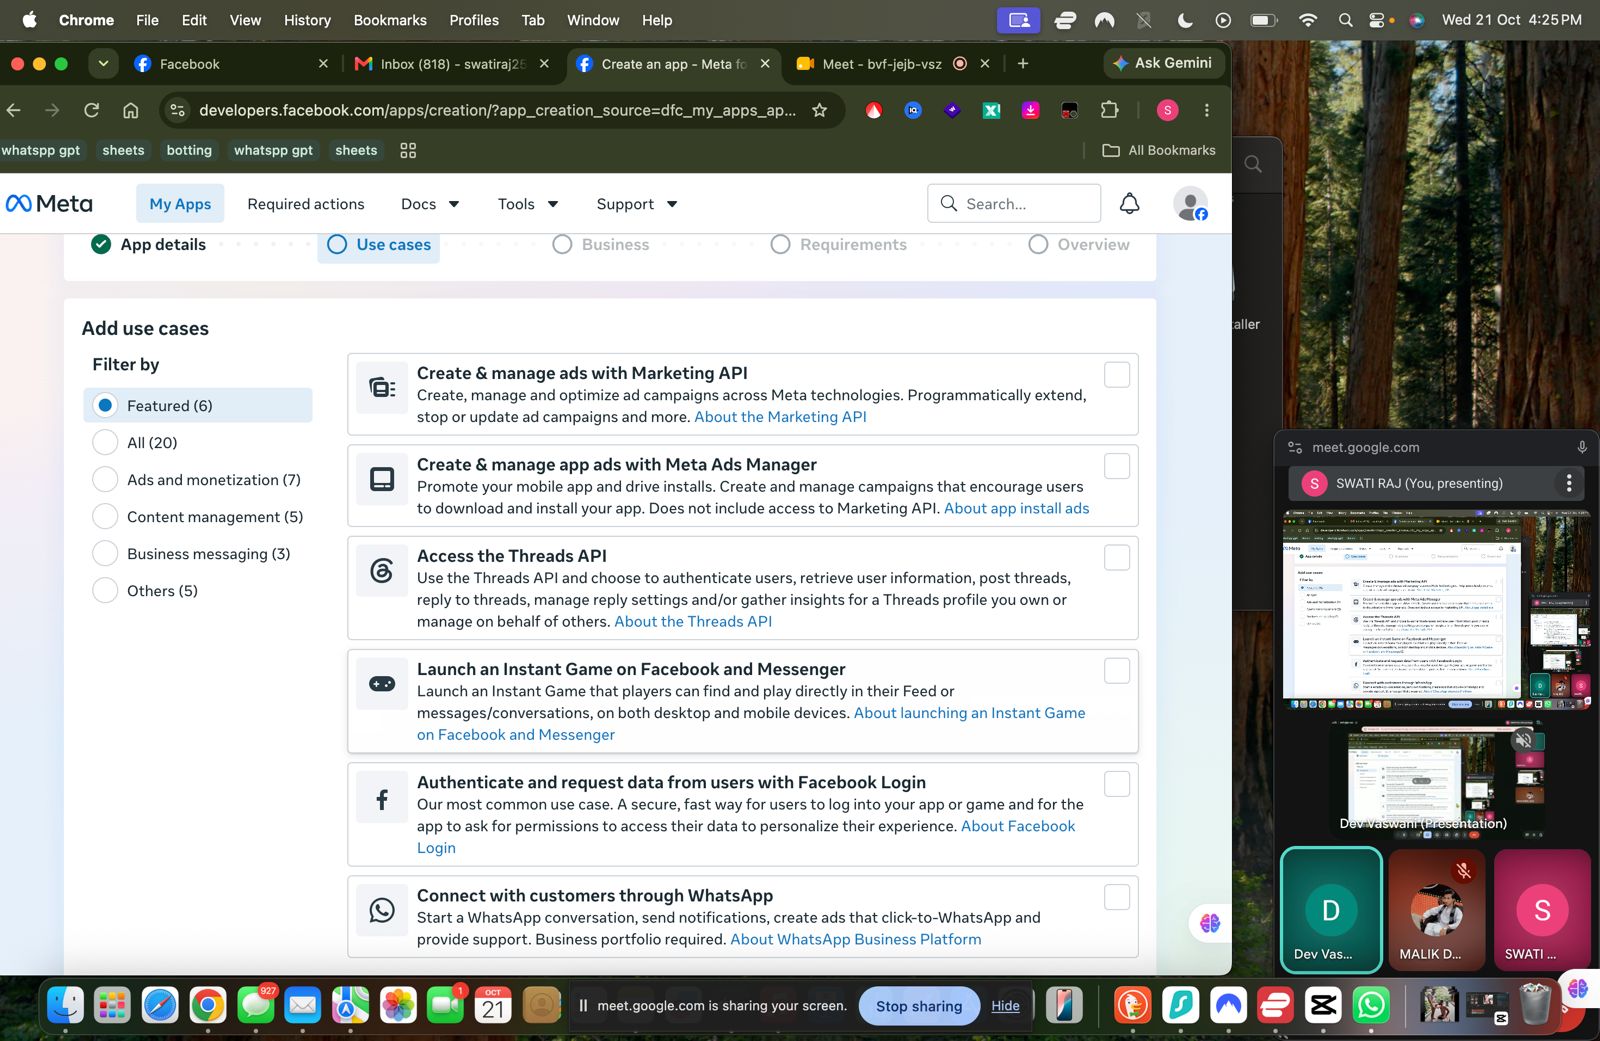 Chrome File Edit View History Bookmarks Profiles Tab Window Help
Wed 21 Oct 4:25 PM
Facebook
Inbox (818) - swatiraj25
Create an app - Meta fo
Meet - bvf-jejb-vsz
Ask Gemini
developers.facebook.com/apps/creation/?app_creation_source=dfc_my_apps_ap...
S
whatspp gpt
sheets
botting
whatspp gpt
sheets
All Bookmarks
Meta
My Apps
Required actions
Docs
Tools
Support
Search...
App details
Use cases
Business
Requirements
Overview
Add use cases
Filter by
Featured (6)
All (20)
Ads and monetization (7)
Content management (5)
Business messaging (3)
Others (5)
Create & manage ads with Marketing API
Create, manage and optimize ad campaigns across Meta technologies. Programmatically extend,
stop or update ad campaigns and more. About the Marketing API
Create & manage app ads with Meta Ads Manager
Promote your mobile app and drive installs. Create and manage campaigns that encourage users
to download and install your app. Does not include access to Marketing API. About app install ads
Access the Threads API
Use the Threads API and choose to authenticate users, retrieve user information, post threads,
reply to threads, manage reply settings and/or gather insights for a Threads profile you own or
manage on behalf of others. About the Threads API
Launch an Instant Game on Facebook and Messenger
Launch an Instant Game that players can find and play directly in their Feed or
messages/conversations, on both desktop and mobile devices. About launching an Instant Game
on Facebook and Messenger
Authenticate and request data from users with Facebook Login
Our most common use case. A secure, fast way for users to log into your app or game and for the
app to ask for permissions to access their data to personalize their experience. About Facebook
Login
Connect with customers through WhatsApp
Start a WhatsApp conversation, send notifications, create ads that click-to-WhatsApp and
provide support. Business portfolio required. About WhatsApp Business Platform
aller
meet.google.com
S
SWATI RAJ (You, presenting)
Dev Vaswani (Presentation)
D
Dev Vas...
MALIK D...
S
SWATI ...
927
1
OCT
21
meet.google.com is sharing your screen.
Stop sharing
Hide